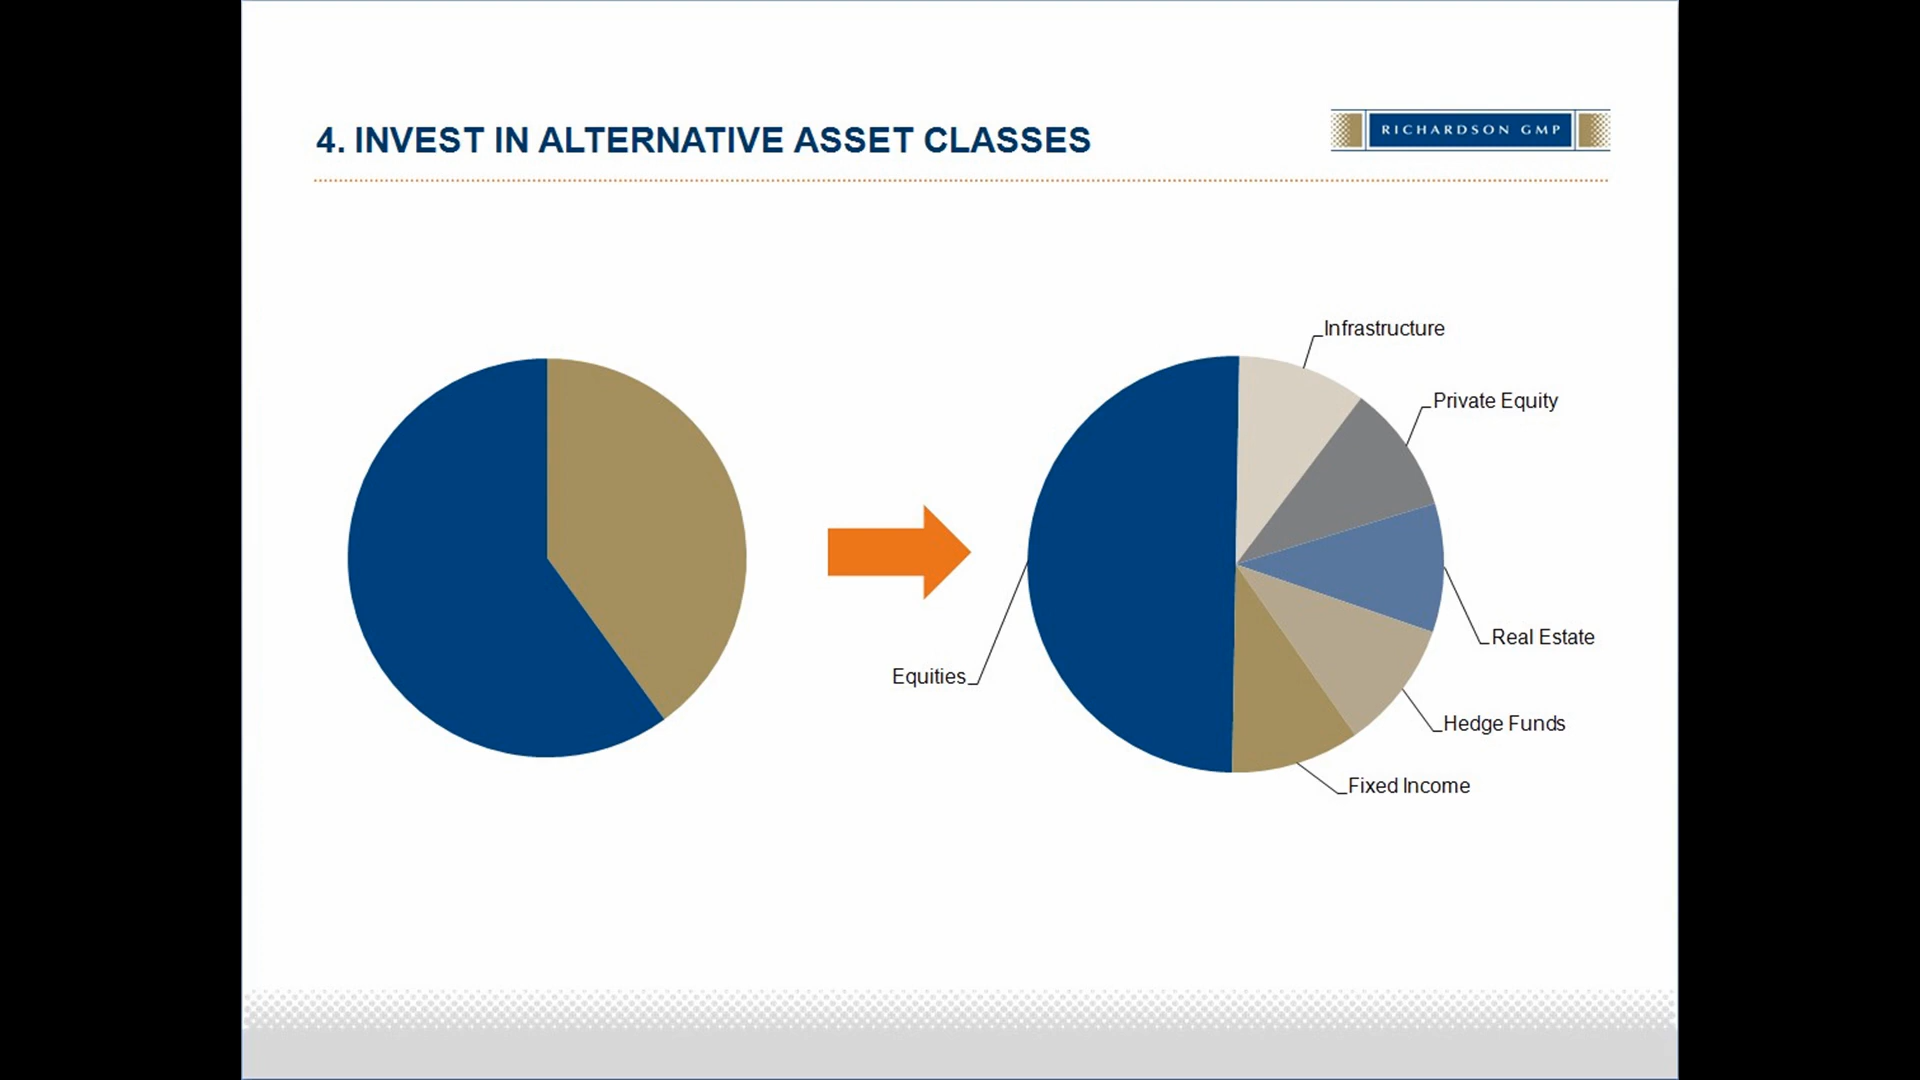 4. INVEST IN ALTERNATIVE ASSET CLASSES
RICHARDSON GMP
Infrastructure
Private Equity
Real Estate
Equities
Hedge Funds
Fixed Income